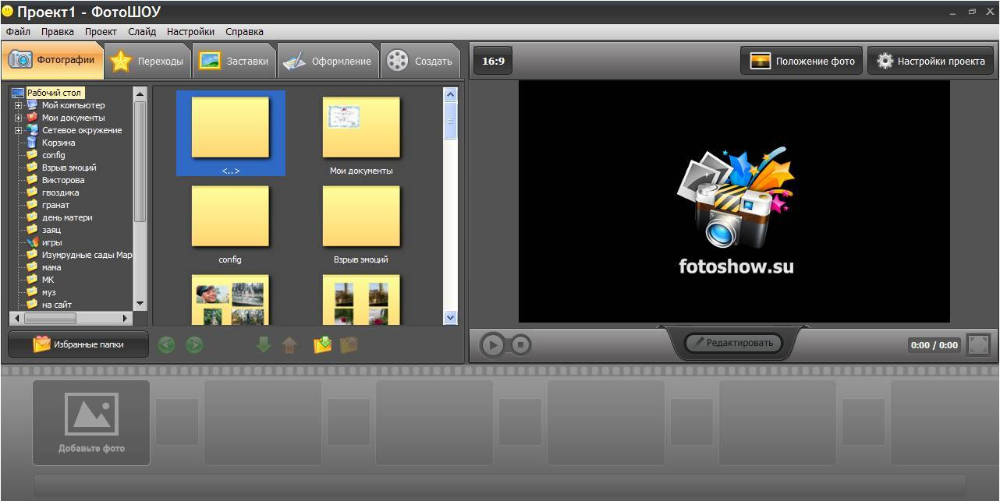 Проект1 - ФотоШОУ
Файл Правка Проект Слайд Настройки Справка
Фотографии Переходы Заставки Оформление Создать
16:9 Положение фото Настройки проекта
Рабочий стол
Мой компьютер
Мои документы
Сетевое окружение
Корзина
config
Взрыв эмоций
Викторова
гвоздика
гранат
день матери
заяц
игры
Изумрудные сады Мар
мама
МК
муз
на сайт
<..>
Мои документы
config
Взрыв эмоций
fotoshow.su
Избранные папки
Редактировать
0:00 / 0:00
Добавьте фото